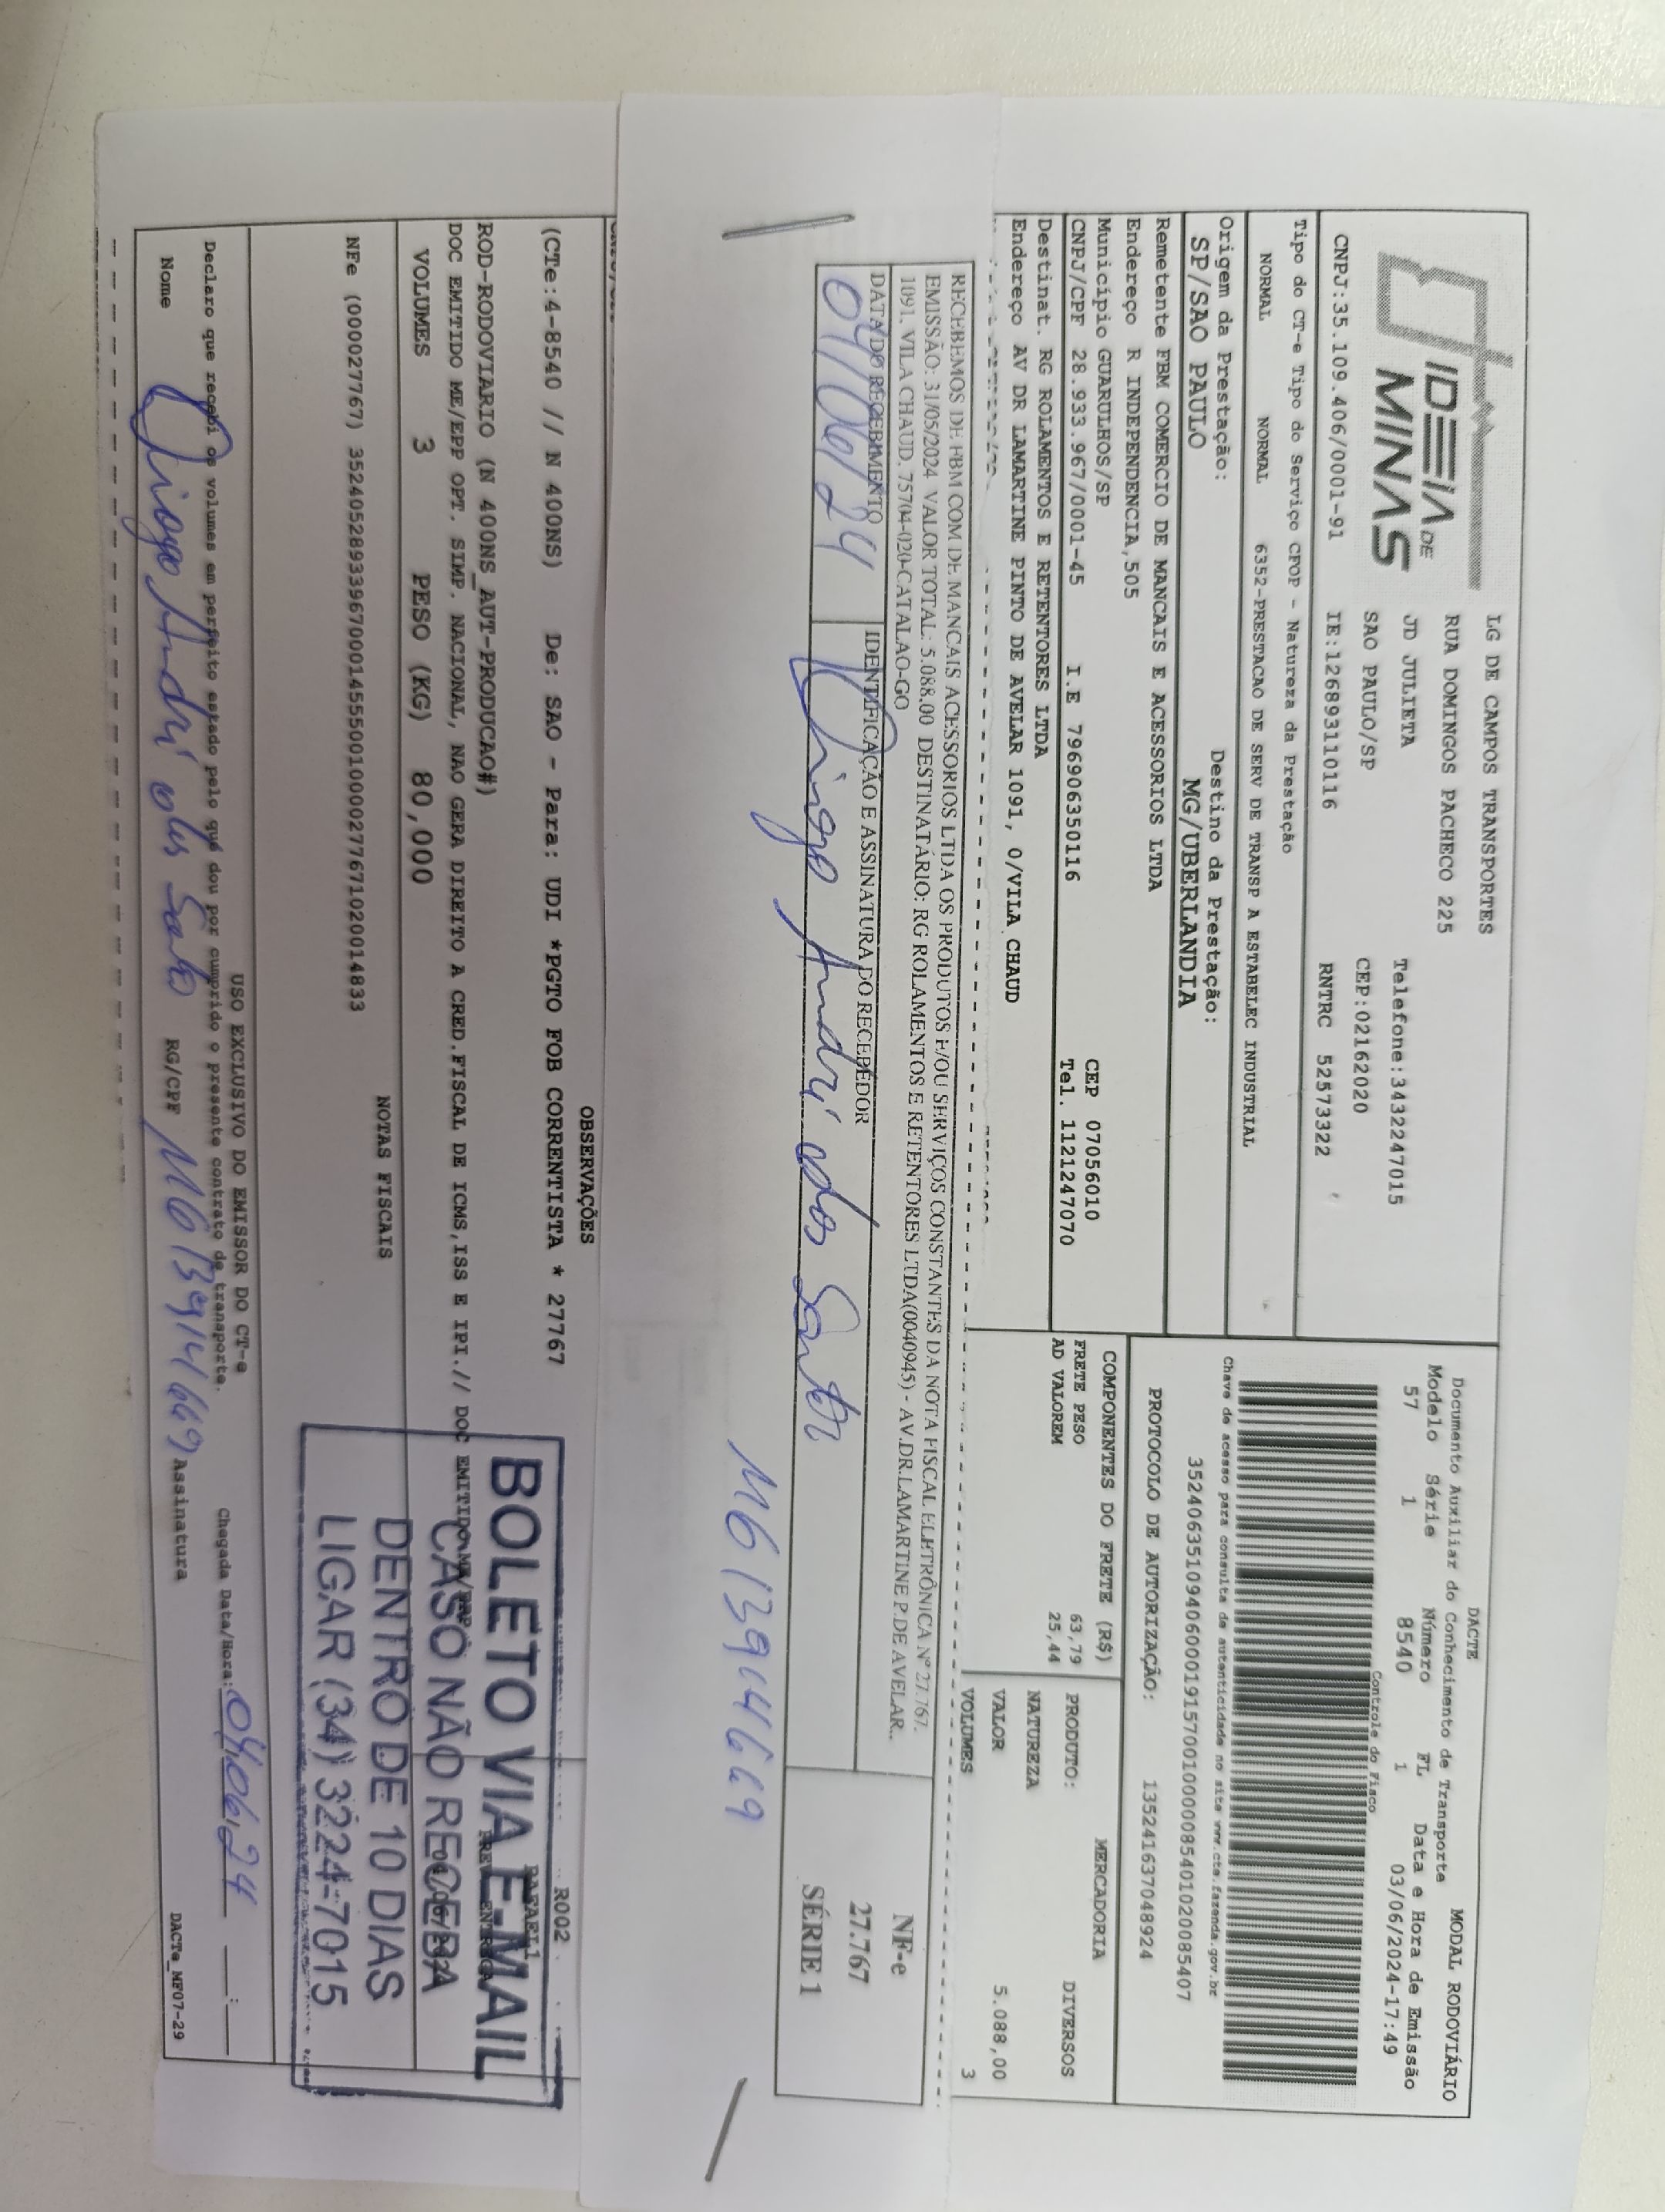 IDEIA DE
MINAS
LG DE CAMPOS TRANSPORTES
RUA DOMINGOS PACHECO 225
JD JULIETA
SAO PAULO/SP
Telefone:3432247015
CEP:02162020
CNPJ:35.109.406/0001-91 IE:126893110116 RNTRC 52573322
Tipo do CT-e Tipo do Serviço CFOP - Natureza da Prestação
NORMAL NORMAL 6352-PRESTACAO DE SERV DE TRANSP A ESTABELEC INDUSTRIAL
Origem da Prestação: Destino da Prestação:
SP/SAO PAULO MG/UBERLANDIA
Remetente FBM COMERCIO DE MANCAIS E ACESSORIOS LTDA
Endereço R INDEPENDENCIA,505
Município GUARULHOS/SP CEP 07056010
CNPJ/CPF 28.933.967/0001-45 I.E 796906350116 Tel. 1121247070
Destinat. RG ROLAMENTOS E RETENTORES LTDA
Endereço AV DR LAMARTINE PINTO DE AVELAR 1091, 0/VILA CHAUD
DACTE MODAL RODOVIÁRIO
Documento Auxiliar do Conhecimento de Transporte
Modelo Série Número FL Data e Hora de Emissão
57 1 8540 1 03/06/2024-17:49
Controle do Fisco
Chave de acesso para consulta de autenticidade no site www.cte.fazenda.gov.br
35240635109406000191570010000085401020085407
PROTOCOLO DE AUTORIZAÇÃO: 135241637048924
COMPONENTES DO FRETE (R$)
FRETE PESO 63,79
AD VALOREM 25,44
MERCADORIA
PRODUTO: DIVERSOS
NATUREZA
VALOR 5.088,00
VOLUMES 3
RECEBEMOS DE FBM COM DE MANCAIS ACESSORIOS LTDA OS PRODUTOS E/OU SERVIÇOS CONSTANTES DA NOTA FISCAL ELETRÔNICA Nº 27.767.
EMISSÃO: 31/05/2024 VALOR TOTAL: 5.088,00 DESTINATÁRIO: RG ROLAMENTOS E RETENTORES LTDA(0040945) - AV.DR.LAMARTINE P.DE AVELAR..
1091. VILA CHAUD. 75704-020-CATALAO-GO
DATA DO RECEBIMENTO IDENTIFICAÇÃO E ASSINATURA DO RECEBEDOR
04/06/24 Diogo André dos Santos
NF-e
27.767
SÉRIE 1
MG 13914669
OBSERVAÇÕES
(CTe:4-8540 // N 400NS) De: SAO - Para: UDI *PGTO FOB CORRENTISTA * 27767
R002
ROD-RODOVIARIO (N 400NS_AUT-PRODUCAO#)
DOC EMITIDO ME/EPP OPT. SIMP. NACIONAL, NAO GERA DIREITO A CRED.FISCAL DE ICMS,ISS E IPI.// DOC EMITIDO
VOLUMES 3 PESO (KG) 80,000
NOTAS FISCAIS
NFe (000027767) 35240528933967000145550010000277671020014833
BOLETO VIA E-MAIL
CASO NÃO RECEBA
DENTRO DE 10 DIAS
LIGAR (34) 3224-7015
USO EXCLUSIVO DO EMISSOR DO CT-e
Declaro que recebi os volumes em perfeito estado pelo que dou por cumprido o presente contrato de transporte.
Chegada Data/Hora: 04/06/24
Nome Diogo André dos Santos RG/CPF MG 13914669 Assinatura
DACTe_MF07-29